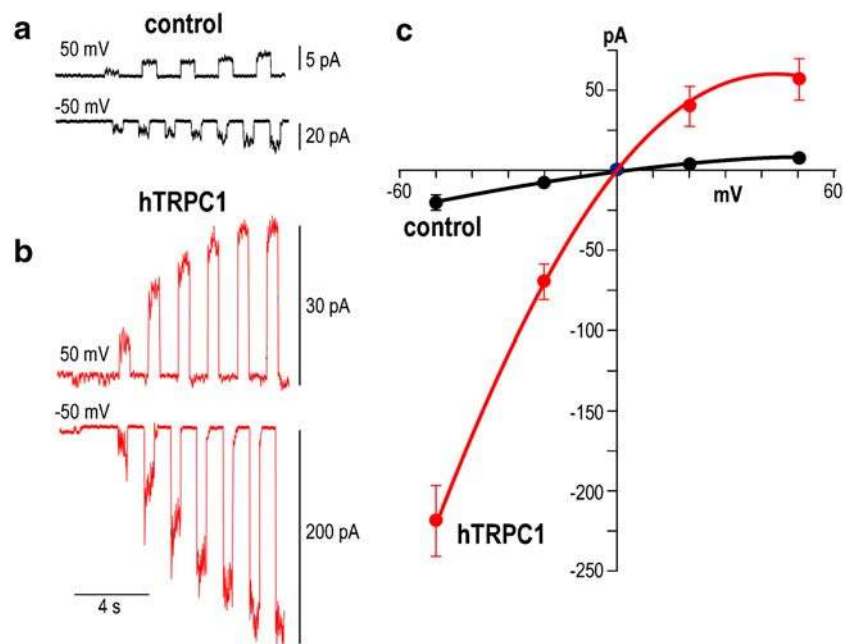 a
control
50 mV
5 pA
-50 mV
20 pA
hTRPC1
b
30 pA
50 mV
-50 mV
200 pA
4 s
c
pA
50
-60
60
mV
control
-50
-100
-150
-200
hTRPC1
-250